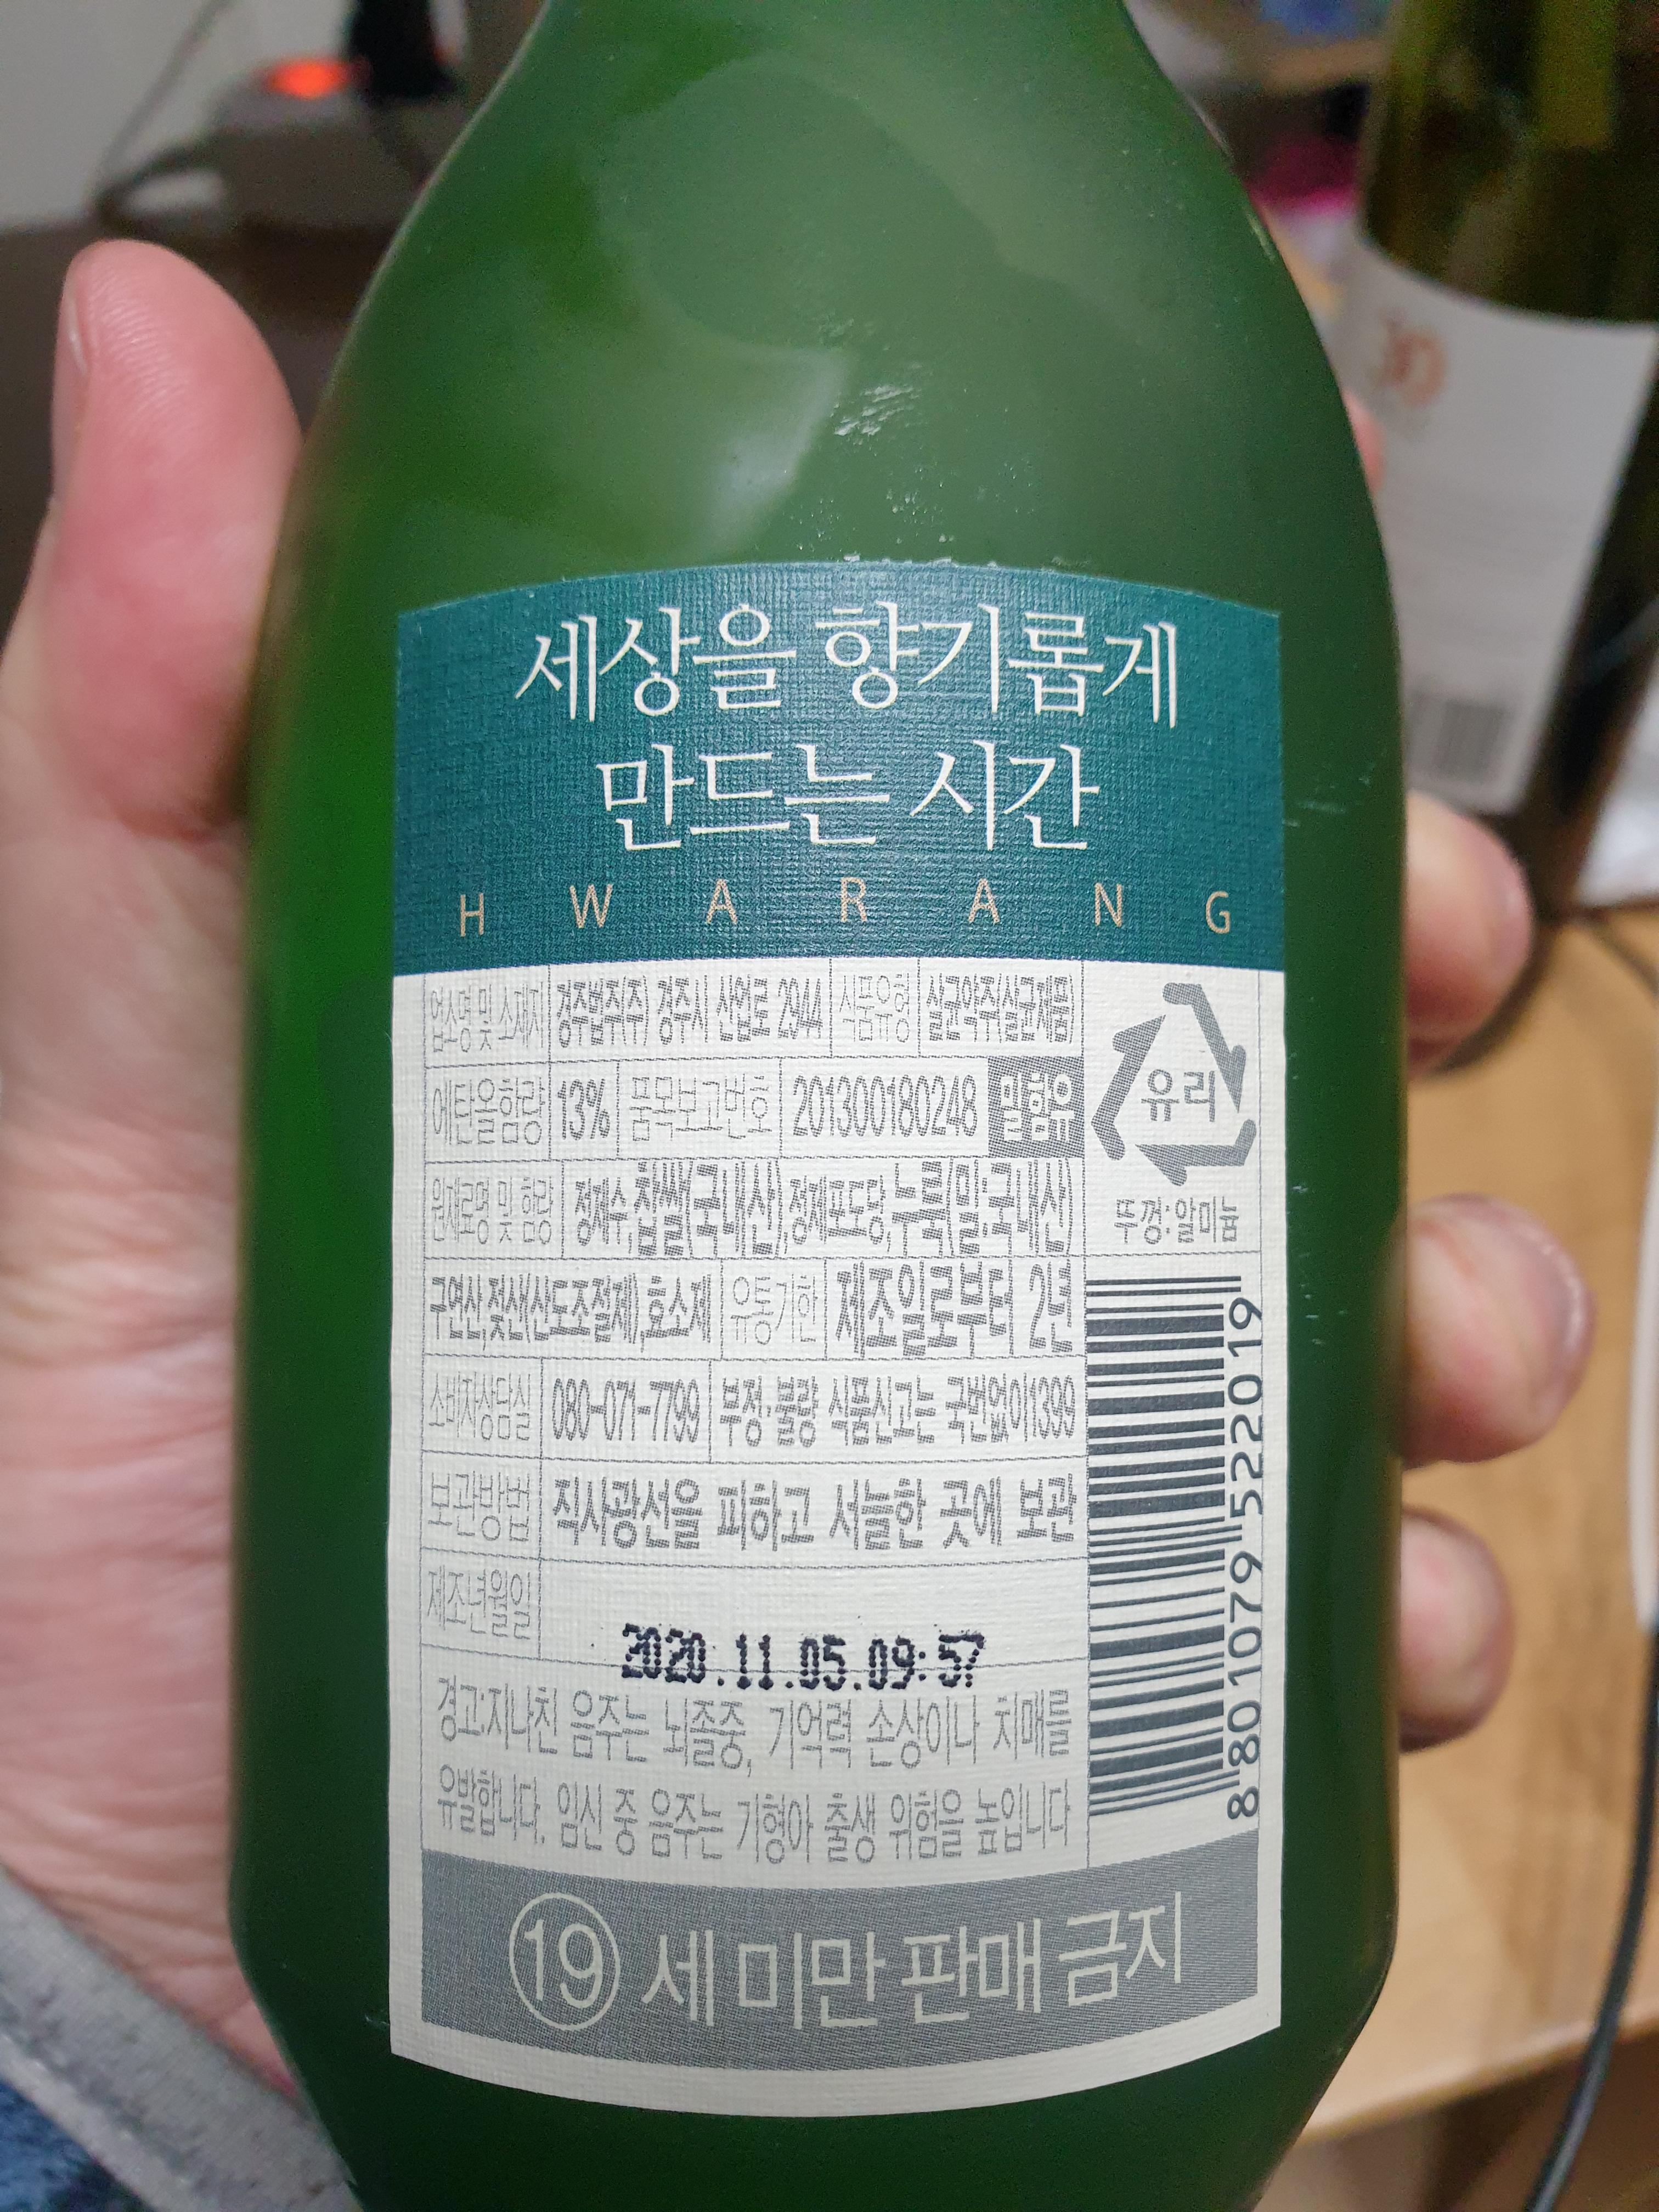 세상을 향기롭게
만드는 시간
HWARANG
업소명 및 소재지 경주법주(주) 경주시 산업로 2944 식품유형 살균약주(살균제품)
에탄올함량 13% 품목보고번호 201300180248 밀함유
원재료명 및 함량 정제수,찹쌀(국내산),정제포도당,누룩(밀:국내산)
구연산,젖산(산도조절제),효소제 유통기한 제조일로부터 2년
소비자상담실 080-071-7799 부정·불량 식품신고는 국번없이1399
보관방법 직사광선을 피하고 서늘한 곳에 보관
제조년월일
2020.11.05.09:57
경고:지나친 음주는 뇌졸중, 기억력 손상이나 치매를
유발합니다. 임신 중 음주는 기형아 출생 위험을 높입니다
유리
뚜껑:알미늄
8 801079 522019
19 세 미만 판매 금지
30